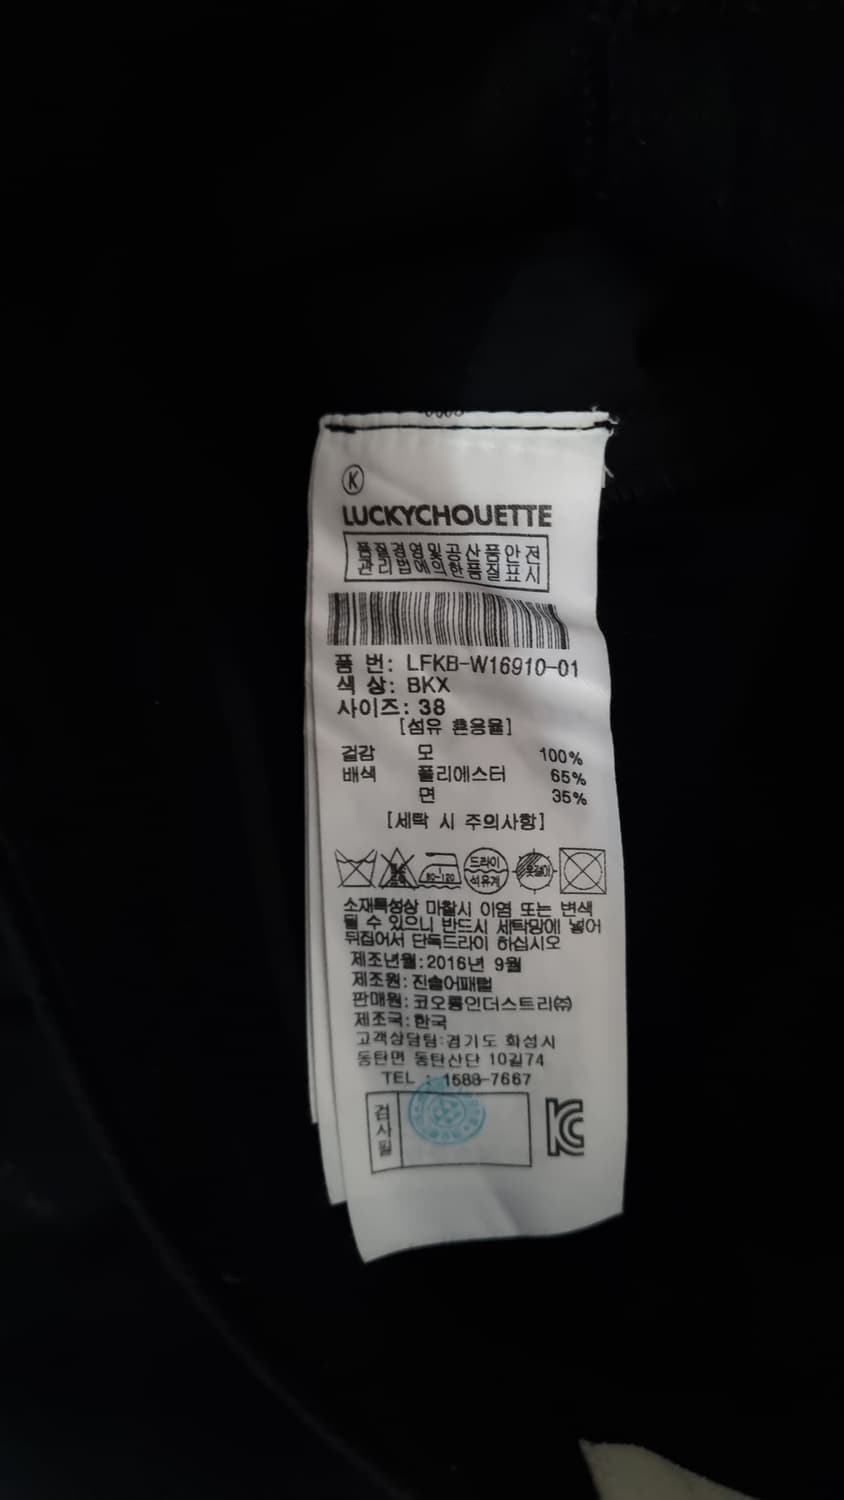 K
LUCKYCHOUETTE
품질경영및공산품안전
관리법에의한품질표시
품 번: LFKB-W16910-01
색 상: BKX
사이즈: 38
[섬유 혼용율]
겉감 모 100%
배색 폴리에스터 65%
면 35%
[세탁 시 주의사항]
80-120
드라이
석유계
옷걸이
소재특성상 마찰시 이염 또는 변색
될 수 있으니 반드시 세탁망에 넣어
뒤집어서 단독드라이 하십시오
제조년월:2016년 9월
제조원:진솔어패럴
판매원:코오롱인더스트리㈜
제조국:한국
고객상담팀:경기도 화성시
동탄면 동탄산단 10길74
TEL : 1588-7667
검사필
KC